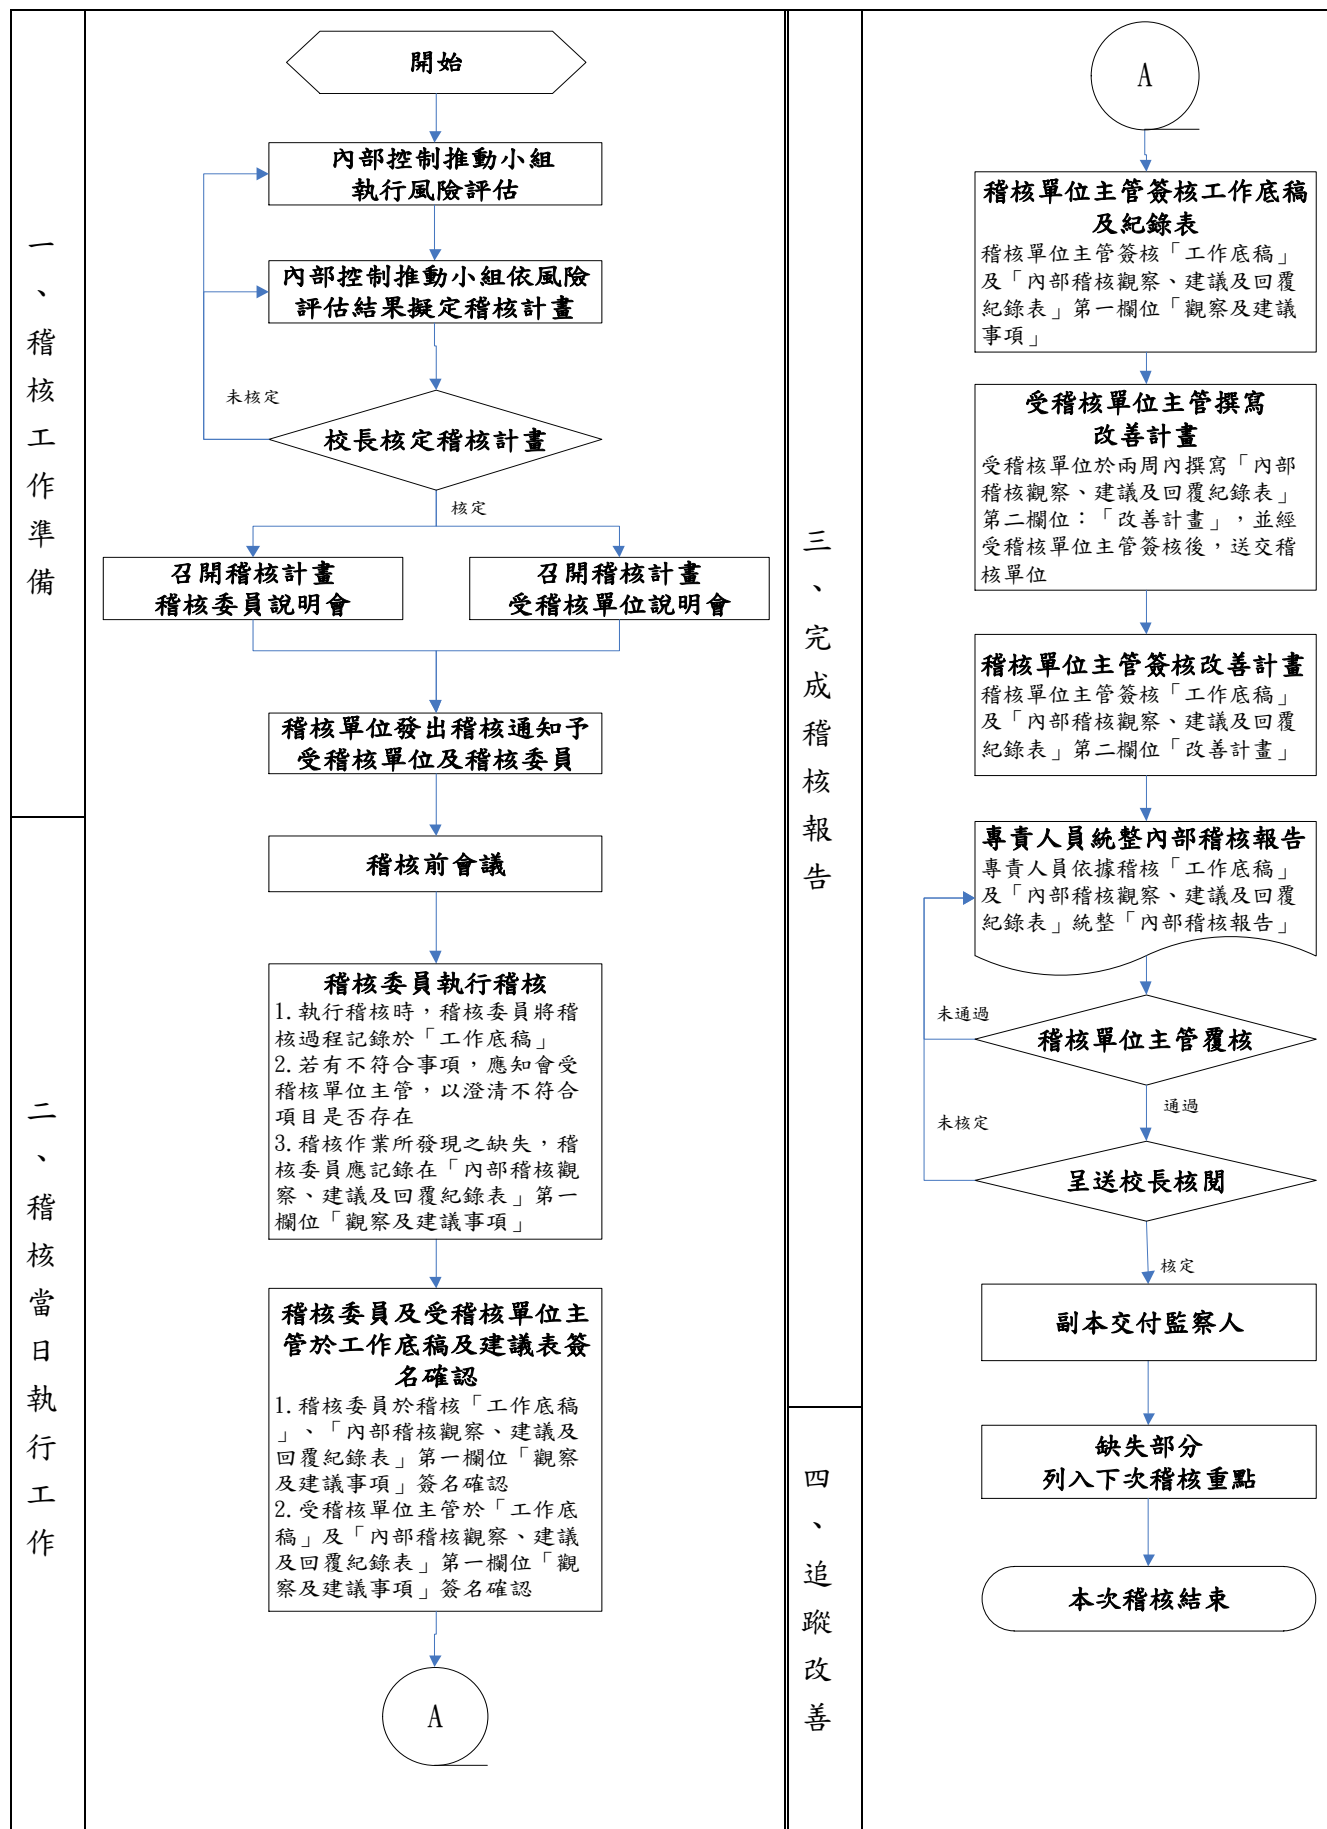 一、稽核工作準備
開始
內部控制推動小組
執行風險評估
內部控制推動小組依風險
評估結果擬定稽核計畫
未核定
校長核定稽核計畫
核定
召開稽核計畫
稽核委員說明會
召開稽核計畫
受稽核單位說明會
稽核單位發出稽核通知予
受稽核單位及稽核委員
二、稽核當日執行工作
稽核前會議
稽核委員執行稽核
1.執行稽核時，稽核委員將稽
核過程記錄於「工作底稿」
2.若有不符合事項，應知會受
稽核單位主管，以澄清不符合
項目是否存在
3.稽核作業所發現之缺失，稽
核委員應記錄在「內部稽核觀
察、建議及回覆紀錄表」第一
欄位「觀察及建議事項」
稽核委員及受稽核單位主
管於工作底稿及建議表簽
名確認
1.稽核委員於稽核「工作底稿
」、「內部稽核觀察、建議及
回覆紀錄表」第一欄位「觀察
及建議事項」簽名確認
2.受稽核單位主管於「工作底
稿」及「內部稽核觀察、建議
及回覆紀錄表」第一欄位「觀
察及建議事項」簽名確認
A
三、完成稽核報告
A
稽核單位主管簽核工作底稿
及紀錄表
稽核單位主管簽核「工作底稿」
及「內部稽核觀察、建議及回覆
紀錄表」第一欄位「觀察及建議
事項」
受稽核單位主管撰寫
改善計畫
受稽核單位於兩周內撰寫「內部
稽核觀察、建議及回覆紀錄表」
第二欄位：「改善計畫」，並經
受稽核單位主管簽核後，送交稽
核單位
稽核單位主管簽核改善計畫
稽核單位主管簽核「工作底稿」
及「內部稽核觀察、建議及回覆
紀錄表」第二欄位「改善計畫」
專責人員統整內部稽核報告
專責人員依據稽核「工作底稿」
及「內部稽核觀察、建議及回覆
紀錄表」統整「內部稽核報告」
未通過
稽核單位主管覆核
通過
未核定
呈送校長核閱
核定
副本交付監察人
四、追蹤改善
缺失部分
列入下次稽核重點
本次稽核結束